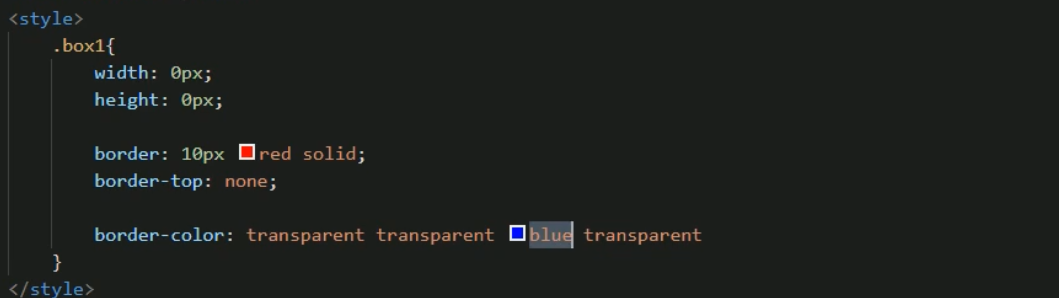 <style>
.box1{
width: 0px;
height: 0px;
border: 10px red solid;
border-top: none;
border-color: transparent transparent blue transparent
}
</style>